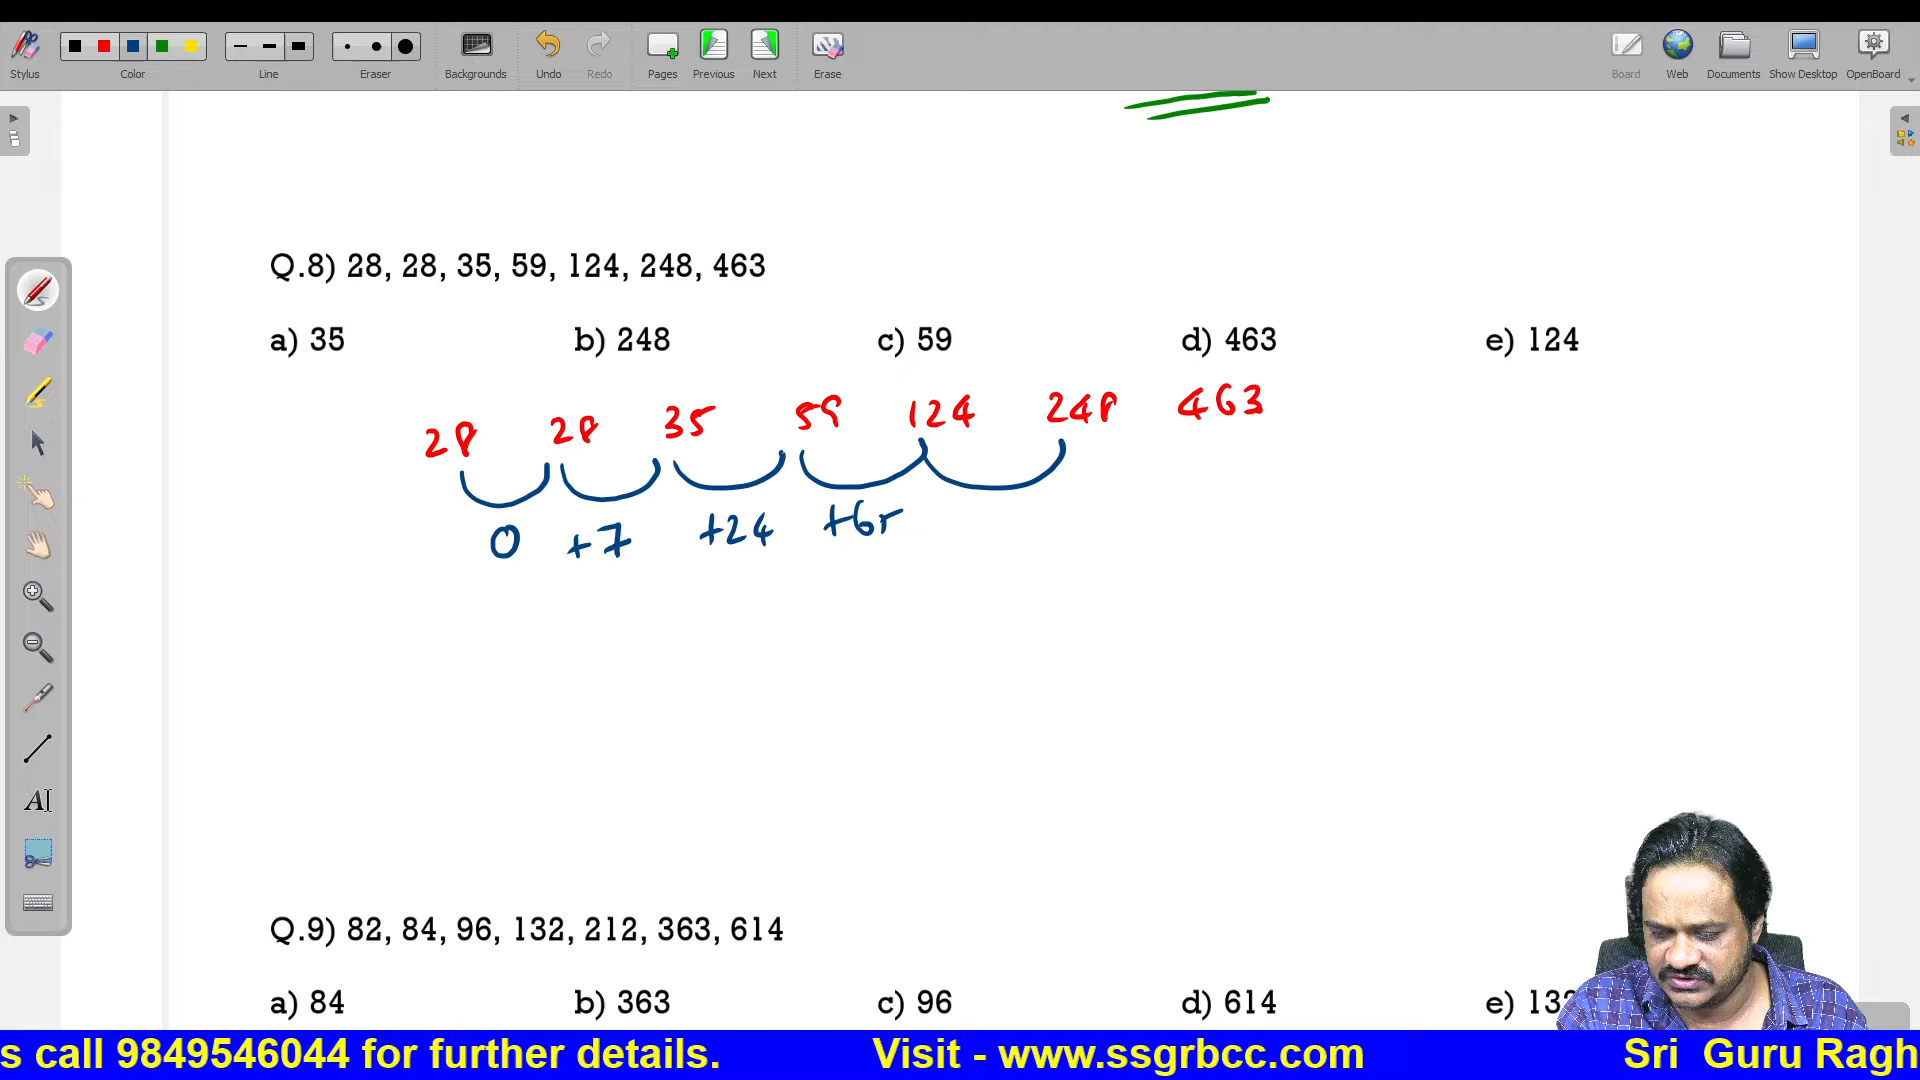 Stylus Color Line Eraser Backgrounds Undo Redo Pages Previous Next Erase Board Web Documents Show Desktop OpenBoard
Q.8) 28, 28, 35, 59, 124, 248, 463
a) 35 b) 248 c) 59 d) 463 e) 124
28 28 35 59 124 248 463
0 +7 +24 +65
Q.9) 82, 84, 96, 132, 212, 363, 614
a) 84 b) 363 c) 96 d) 614 e)
s call 9849546044 for further details. Visit - www.ssgrbcc.com Sri Guru Ragh